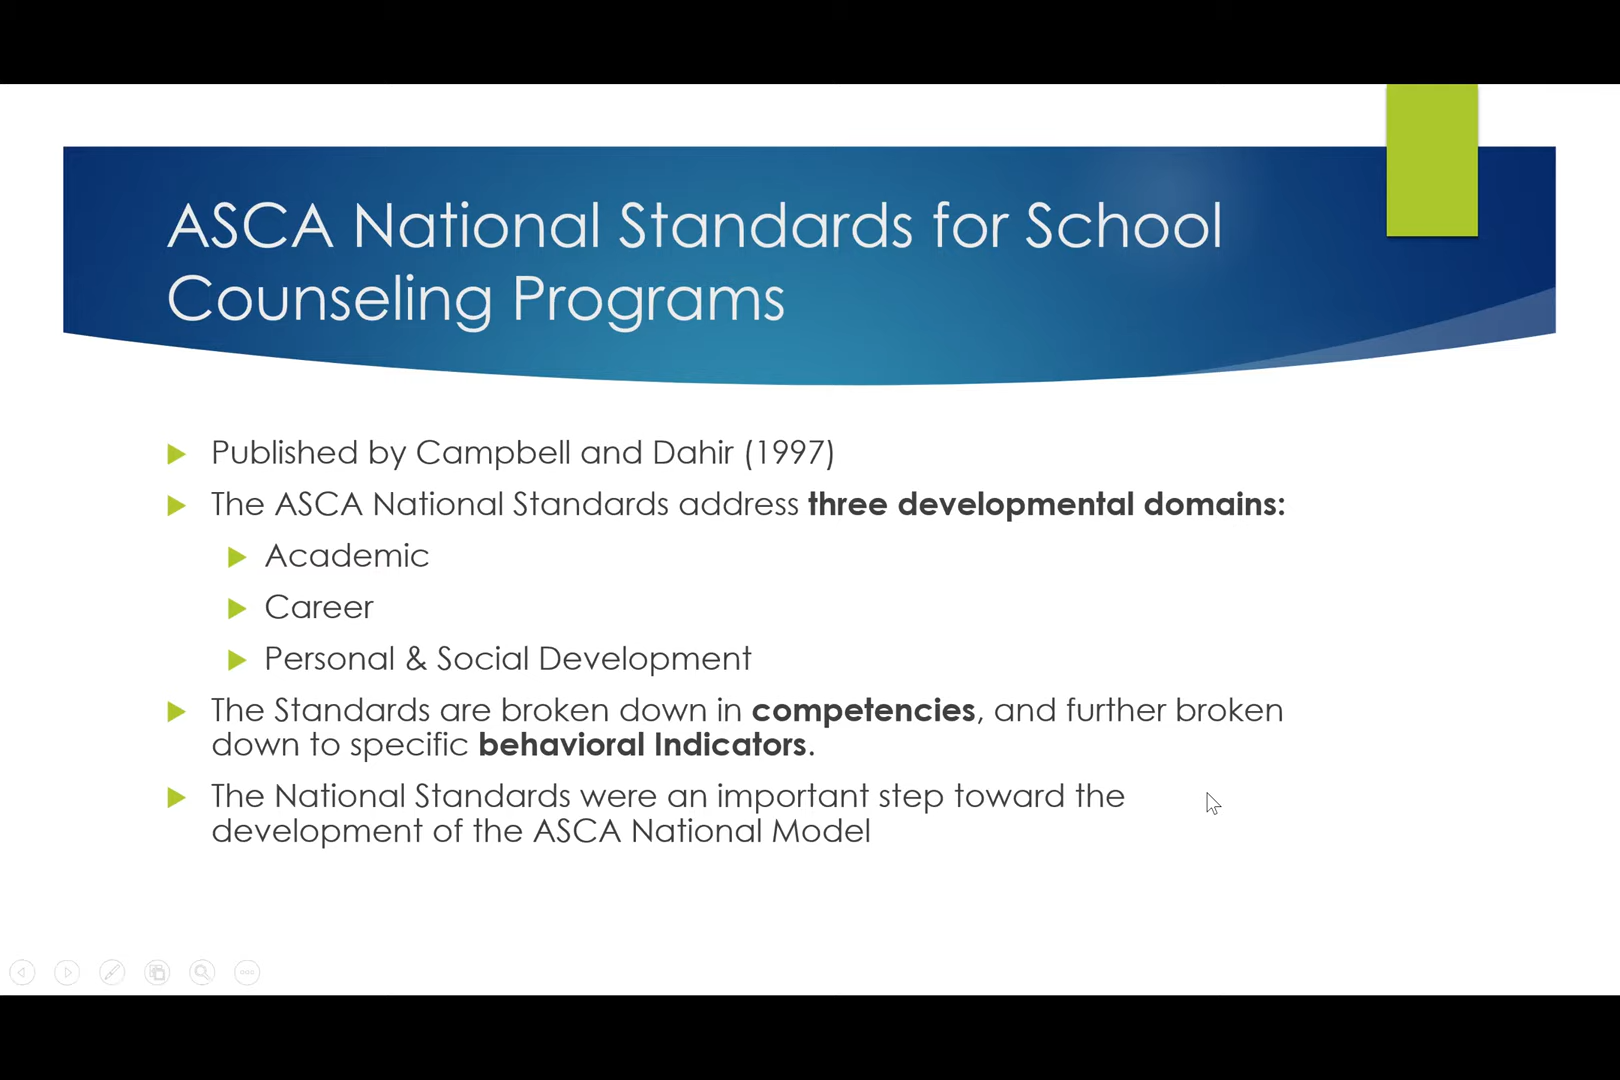 ASCA National Standards for School
Counseling Programs
Published by Campbell and Dahir (1997)
The ASCA National Standards address three developmental domains:
Academic
Career
Personal & Social Development
The Standards are broken down in competencies, and further broken
down to specific behavioral Indicators.
The National Standards were an important step toward the
development of the ASCA National Model